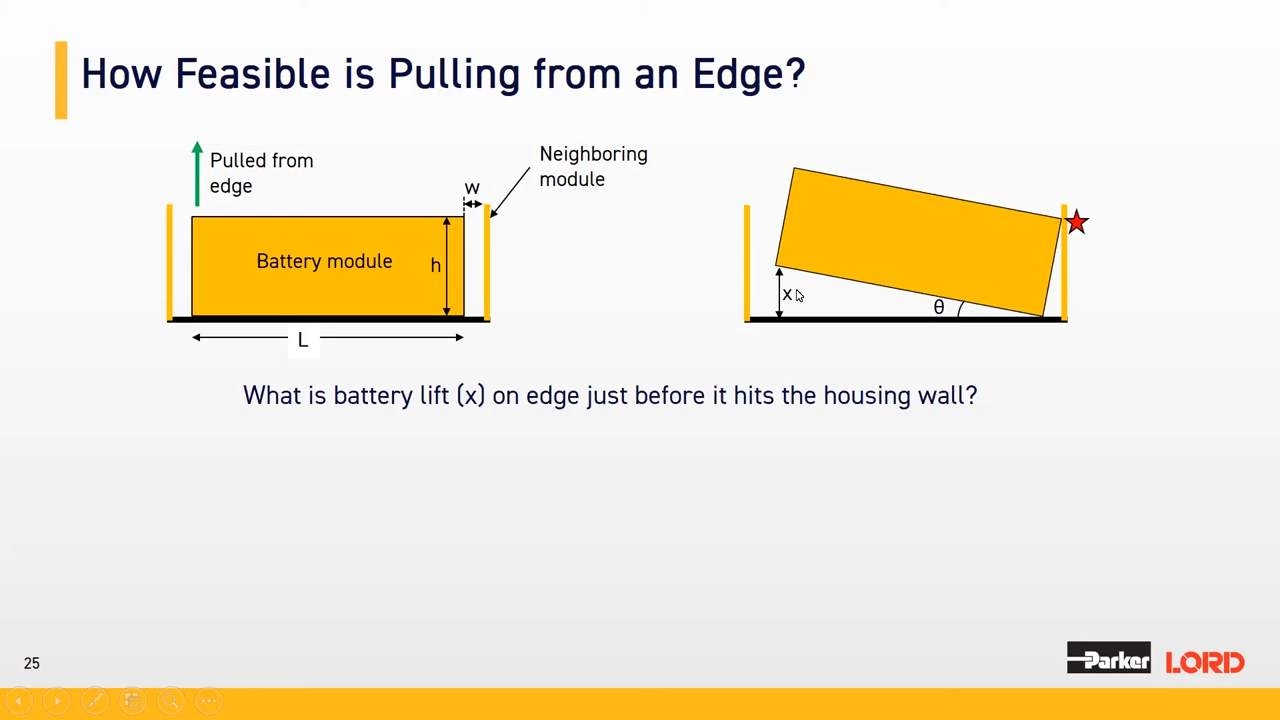 How Feasible is Pulling from an Edge?
Pulled from
edge
w
Neighboring
module
Battery module
h
L
x
θ
What is battery lift (x) on edge just before it hits the housing wall?
25
Parker
LORD